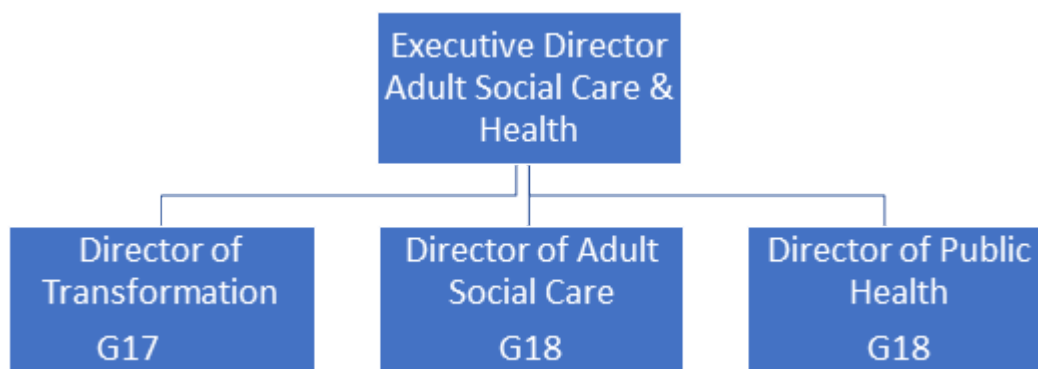 Executive Director
Adult Social Care &
Health
Director of
Transformation
G17
Director of Adult
Social Care
G18
Director of Public
Health
G18